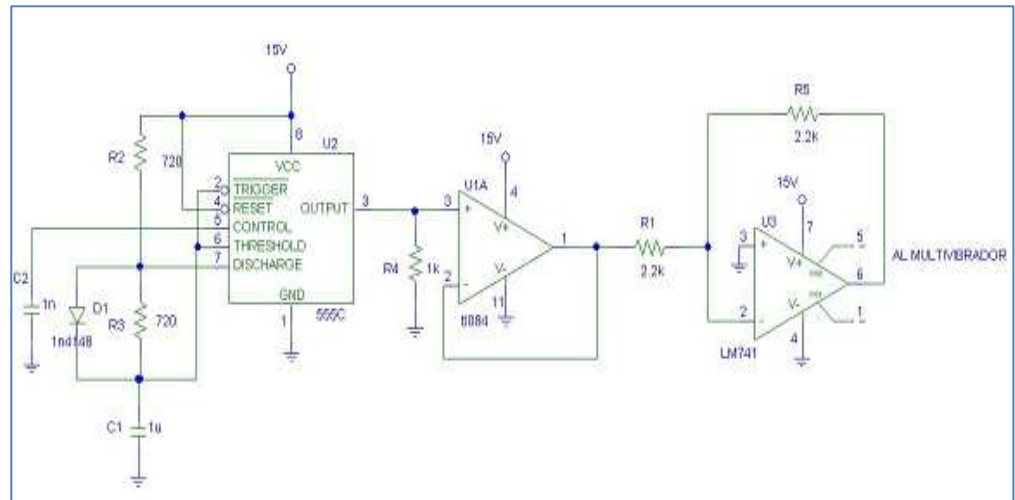 15V
R2
720
8
U2
VCC
2
TRIGGER
4
RESET
OUTPUT
3
5
CONTROL
6
THRESHOLD
7
DISCHARGE
GND
1
555C
C2
1n
D1
1n4148
R3
720
C1
1u
R4
1k
15V
4
U1A
3
+
V+
1
2
-
V-
11
tl084
R1
2.2k
R5
2.2k
15V
U3
7
3
+
V+
5
6
2
-
V-
1
4
LM741
AL MULTIVIBRADOR